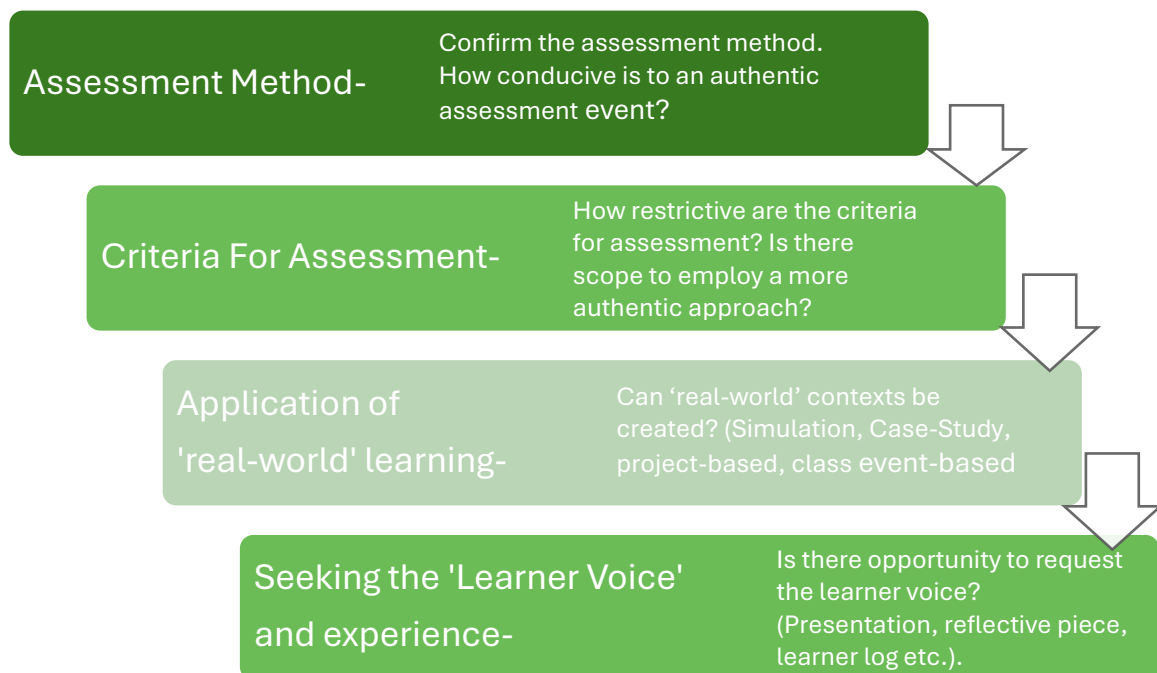 Assessment Method-
Confirm the assessment method.
How conducive is to an authentic
assessment event?
Criteria For Assessment-
How restrictive are the criteria
for assessment? Is there
scope to employ a more
authentic approach?
Application of
'real-world' learning-
Can ‘real-world’ contexts be
created? (Simulation, Case-Study,
project-based, class event-based
Seeking the 'Learner Voice'
and experience-
Is there opportunity to request
the learner voice?
(Presentation, reflective piece,
learner log etc.).